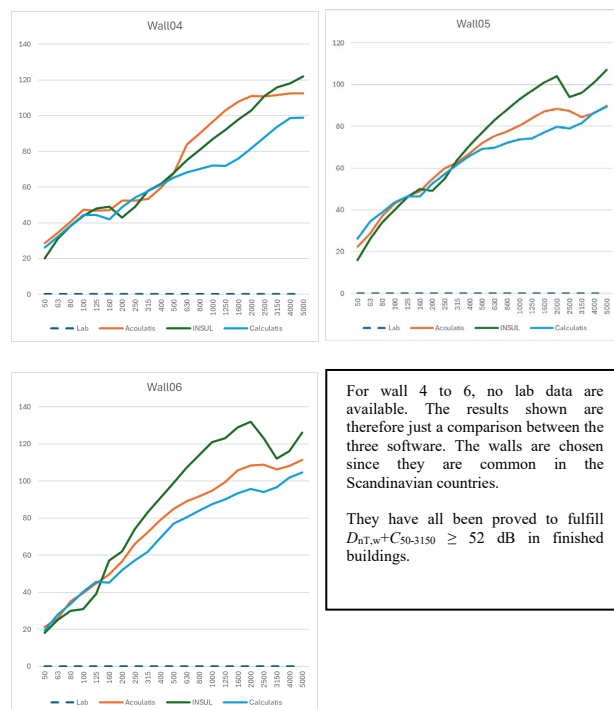 Wall04
140
120
100
80
60
40
20
0
50 63 80 100 125 160 200 250 315 400 500 630 800 1000 1250 1600 2000 2500 3150 4000 5000
Lab Acoulatis INSUL Calculatis
Wall05
120
100
80
60
40
20
0
50 63 80 100 125 160 200 250 315 400 500 630 800 1000 1250 1600 2000 2500 3150 4000 5000
Lab Acoulatis INSUL Calculatis
Wall06
140
120
100
80
60
40
20
0
50 63 80 100 125 160 200 250 315 400 500 630 800 1000 1250 1600 2000 2500 3150 4000 5000
Lab Acoulatis INSUL Calculatis
For wall 4 to 6, no lab data are
available. The results shown are
therefore just a comparison between the
three software. The walls are chosen
since they are common in the
Scandinavian countries.
They have all been proved to fulfill
DnT,w+C50-3150 ≥ 52 dB in finished
buildings.